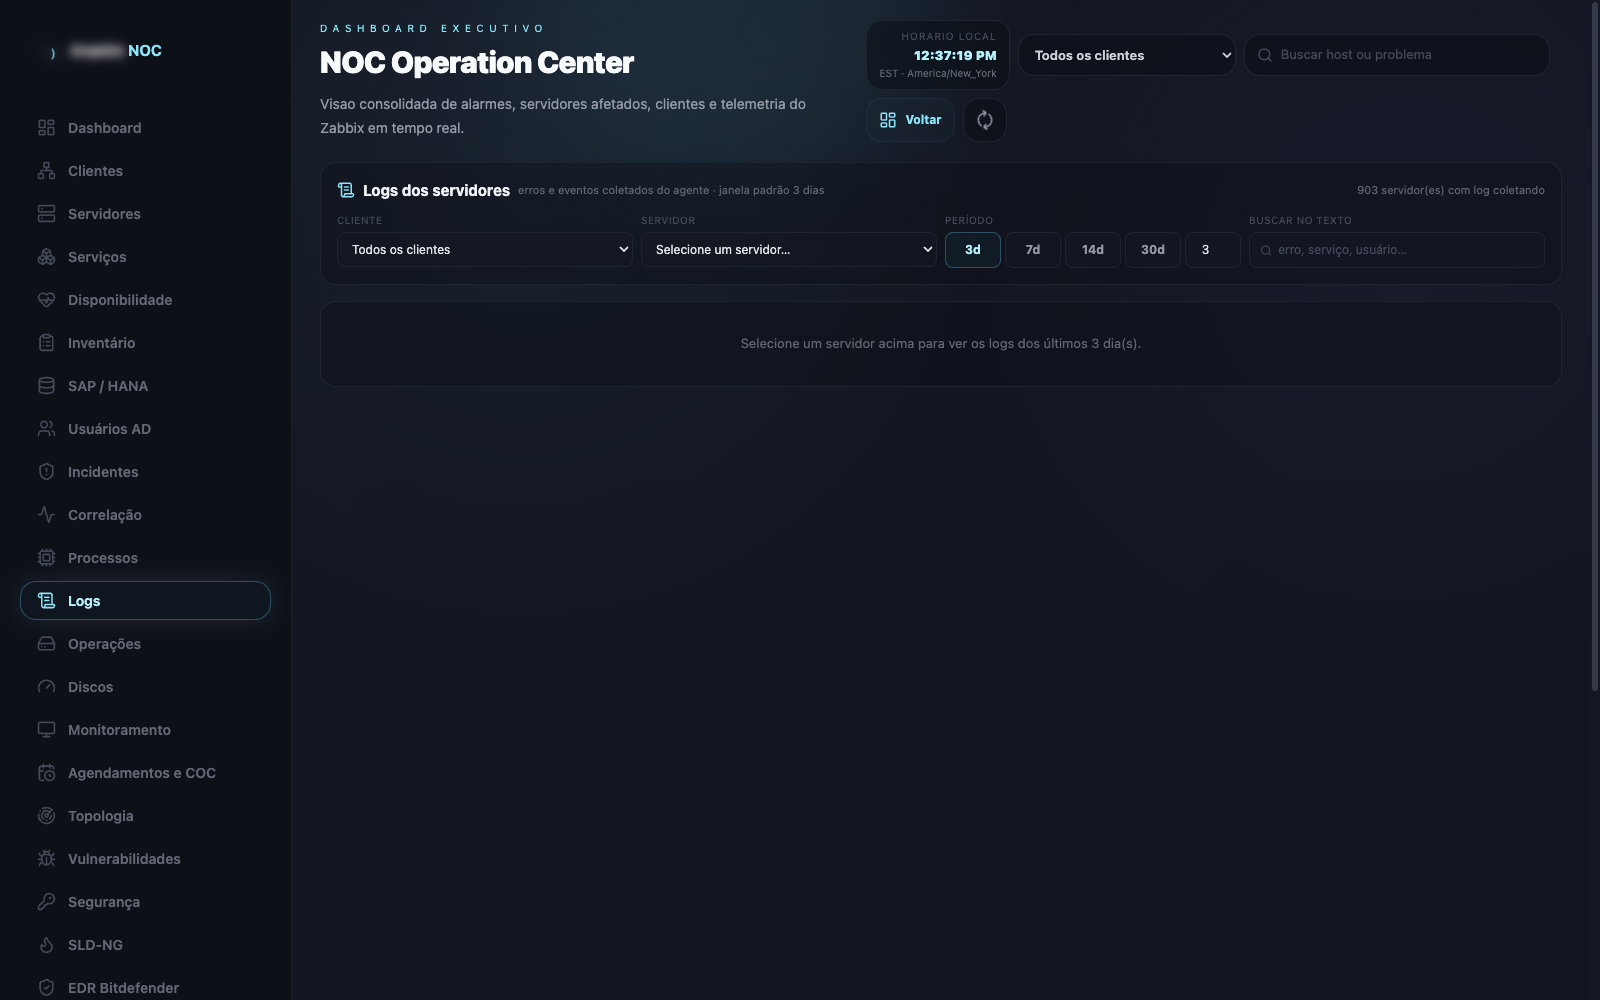 NOC
Dashboard
Clientes
Servidores
Serviços
Disponibilidade
Inventário
SAP / HANA
Usuários AD
Incidentes
Correlação
Processos
Logs
Operações
Discos
Monitoramento
Agendamentos e COC
Topologia
Vulnerabilidades
Segurança
SLD-NG
EDR Bitdefender
DASHBOARD EXECUTIVO
NOC Operation Center
Visao consolidada de alarmes, servidores afetados, clientes e telemetria do
Zabbix em tempo real.
HORARIO LOCAL
12:37:19 PM
EST · America/New_York
Todos os clientes
Buscar host ou problema
Voltar
Logs dos servidores erros e eventos coletados do agente · janela padrão 3 dias
903 servidor(es) com log coletando
CLIENTE
Todos os clientes
SERVIDOR
Selecione um servidor...
PERÍODO
3d 7d 14d 30d 3
BUSCAR NO TEXTO
erro, serviço, usuário...
Selecione um servidor acima para ver os logs dos últimos 3 dia(s).